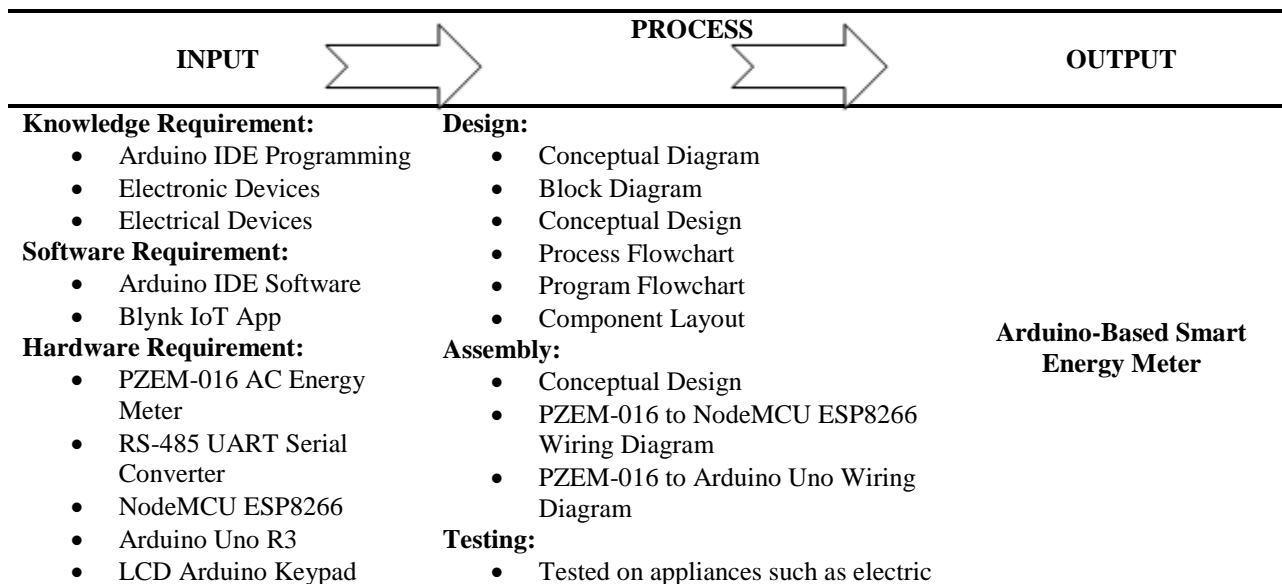 INPUT
PROCESS
OUTPUT
Knowledge Requirement:
• Arduino IDE Programming
• Electronic Devices
• Electrical Devices
Software Requirement:
• Arduino IDE Software
• Blynk IoT App
Hardware Requirement:
• PZEM-016 AC Energy
Meter
• RS-485 UART Serial
Converter
• NodeMCU ESP8266
• Arduino Uno R3
• LCD Arduino Keypad
Design:
• Conceptual Diagram
• Block Diagram
• Conceptual Design
• Process Flowchart
• Program Flowchart
• Component Layout
Assembly:
• Conceptual Design
• PZEM-016 to NodeMCU ESP8266
Wiring Diagram
• PZEM-016 to Arduino Uno Wiring
Diagram
Testing:
• Tested on appliances such as electric
Arduino-Based Smart
Energy Meter